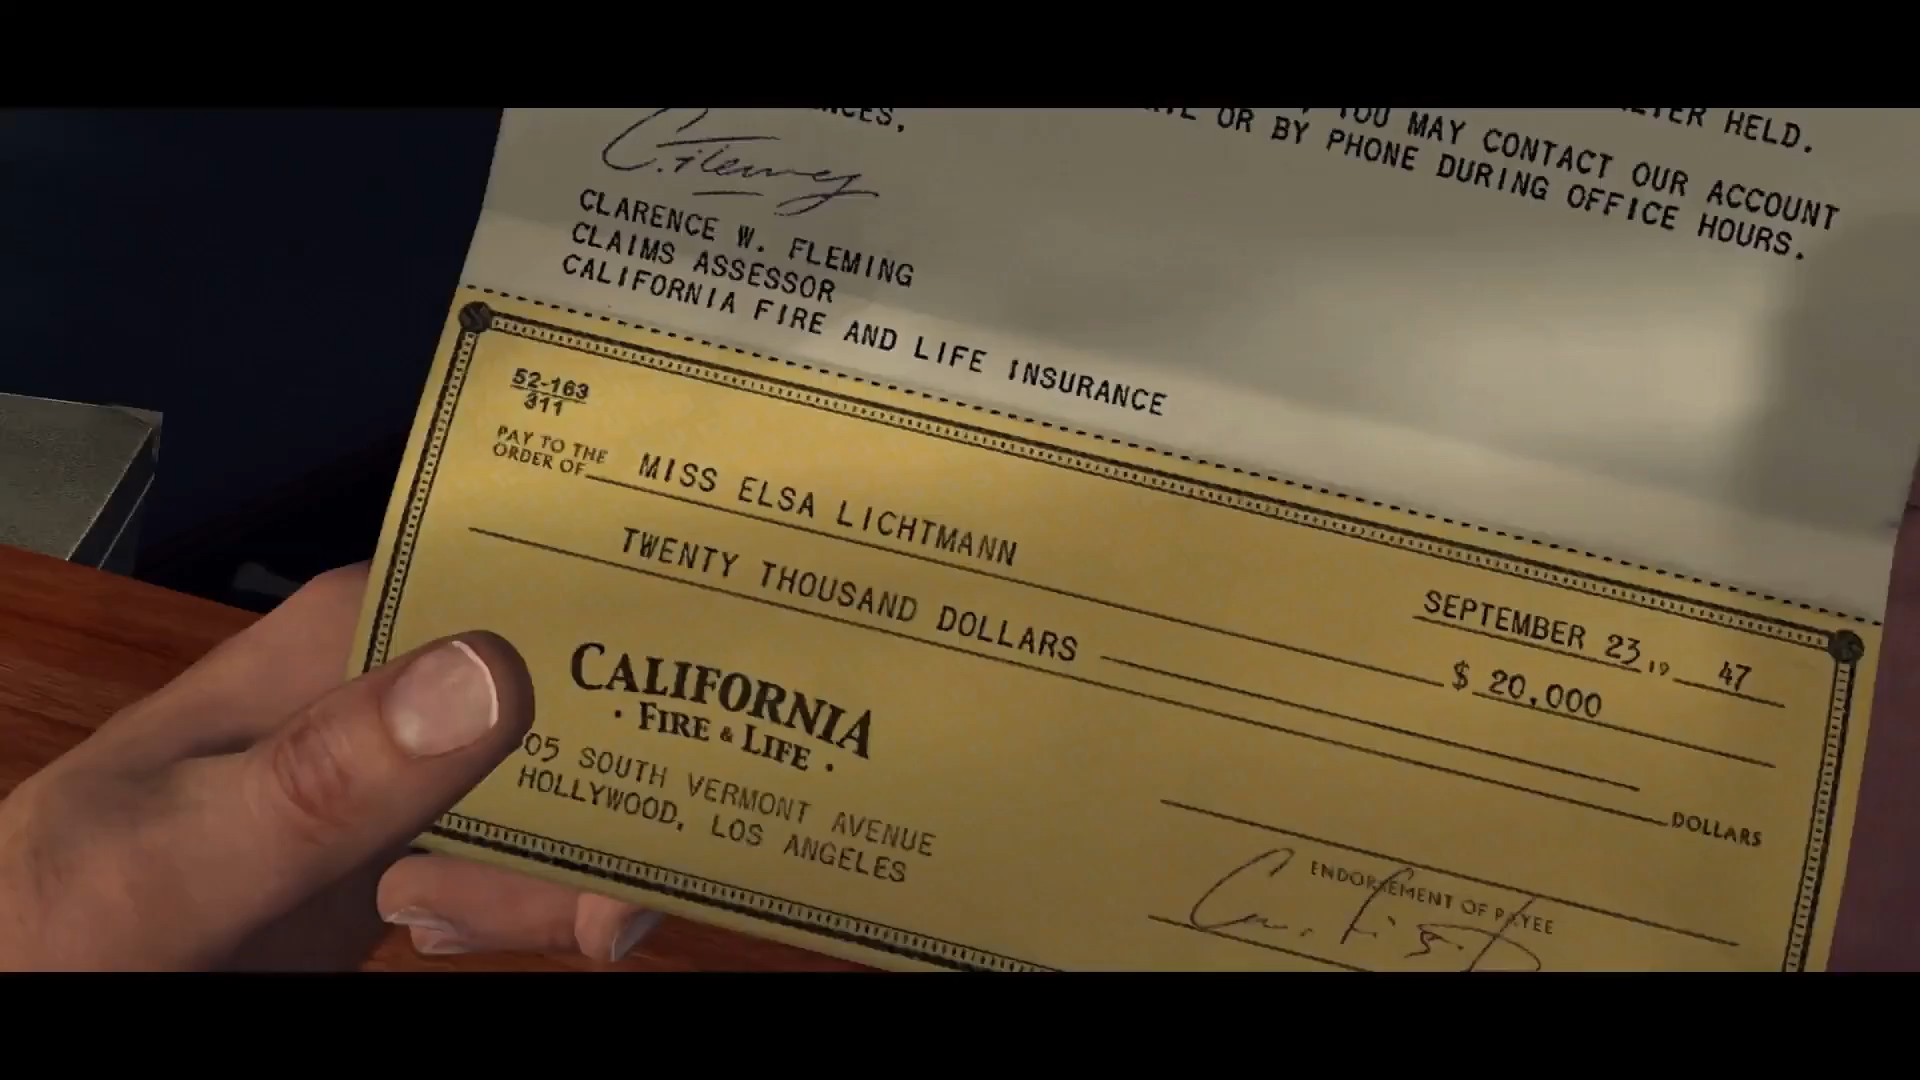 HELD.
YOU MAY CONTACT OUR ACCOUNT
OR BY PHONE DURING OFFICE HOURS.
C. Fleming
CLARENCE W. FLEMING
CLAIMS ASSESSOR
CALIFORNIA FIRE AND LIFE INSURANCE
52-163
311
PAY TO THE
ORDER OF MISS ELSA LICHTMANN
SEPTEMBER 23, 19 47
TWENTY THOUSAND DOLLARS
$ 20,000
DOLLARS
CALIFORNIA
· FIRE & LIFE ·
05 SOUTH VERMONT AVENUE
HOLLYWOOD, LOS ANGELES
ENDORSEMENT OF PAYEE